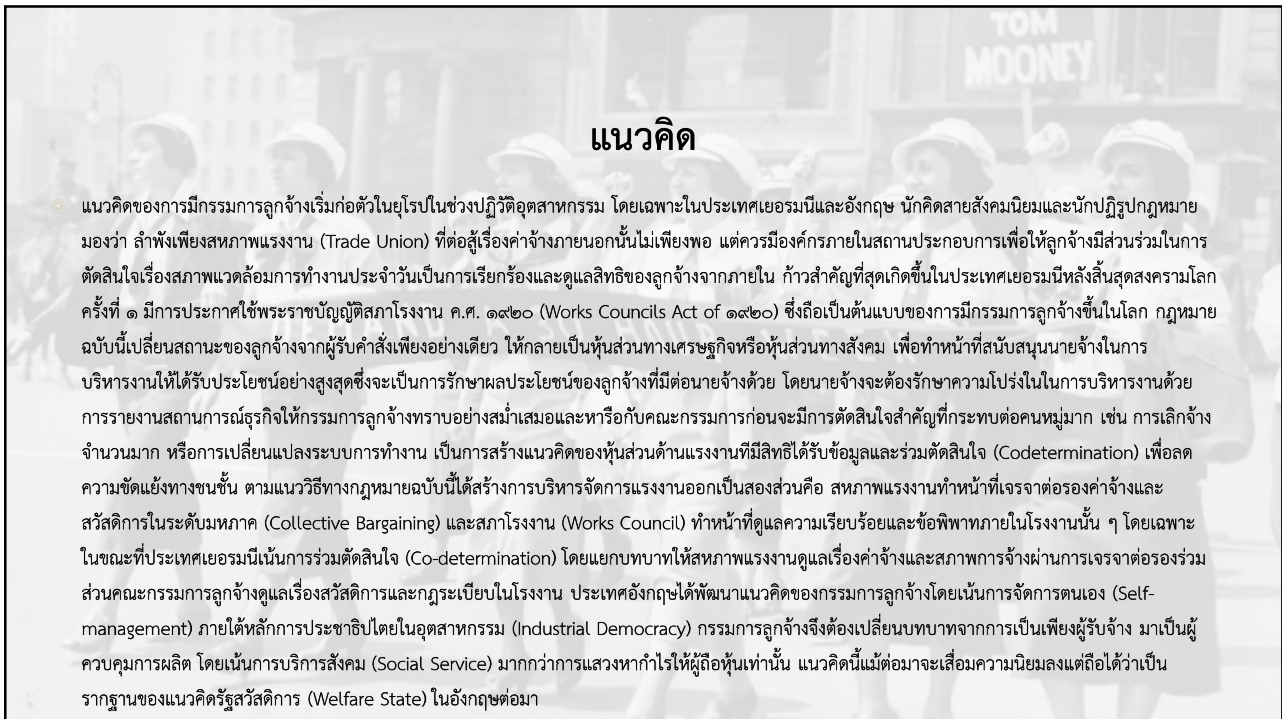 TOM
MOONEY
แนวคิด
แนวคิดของการมีกรรมการลูกจ้างเริ่มก่อตัวในยุโรปในช่วงปฏิวัติอุตสาหกรรม โดยเฉพาะในประเทศเยอรมนีและอังกฤษ นักคิดสายสังคมนิยมและนักปฏิรูปกฎหมาย
มองว่า ลำพังเพียงสหภาพแรงงาน (Trade Union) ที่ต่อสู้เรื่องค่าจ้างภายนอกนั้นไม่เพียงพอ แต่ควรมีองค์กรภายในสถานประกอบการเพื่อให้ลูกจ้างมีส่วนร่วมในการ
ตัดสินใจเรื่องสภาพแวดล้อมการทำงานประจำวันเป็นการเรียกร้องและดูแลสิทธิของลูกจ้างจากภายใน ก้าวสำคัญที่สุดเกิดขึ้นในประเทศเยอรมนีหลังสิ้นสุดสงครามโลก
ครั้งที่ ๑ มีการประกาศใช้พระราชบัญญัติสภาโรงงาน ค.ศ. ๑๙๒๐ (Works Councils Act of ๑๙๒๐) ซึ่งถือเป็นต้นแบบของการมีกรรมการลูกจ้างขึ้นในโลก กฎหมาย
ฉบับนี้เปลี่ยนสถานะของลูกจ้างจากผู้รับคำสั่งเพียงอย่างเดียว ให้กลายเป็นหุ้นส่วนทางเศรษฐกิจหรือหุ้นส่วนทางสังคม เพื่อทำหน้าที่สนับสนุนนายจ้างในการ
บริหารงานให้ได้รับประโยชน์อย่างสูงสุดซึ่งจะเป็นการรักษาผลประโยชน์ของลูกจ้างที่มีต่อนายจ้างด้วย โดยนายจ้างจะต้องรักษาความโปร่งในในการบริหารงานด้วย
การรายงานสถานการณ์ธุรกิจให้กรรมการลูกจ้างทราบอย่างสม่ำเสมอและหารือกับคณะกรรมการก่อนจะมีการตัดสินใจสำคัญที่กระทบต่อคนหมู่มาก เช่น การเลิกจ้าง
จำนวนมาก หรือการเปลี่ยนแปลงระบบการทำงาน เป็นการสร้างแนวคิดของหุ้นส่วนด้านแรงงานที่มีสิทธิได้รับข้อมูลและร่วมตัดสินใจ (Codetermination) เพื่อลด
ความขัดแย้งทางชนชั้น ตามแนววิธีทางกฎหมายฉบับนี้ได้สร้างการบริหารจัดการแรงงานออกเป็นสองส่วนคือ สหภาพแรงงานทำหน้าที่เจรจาต่อรองค่าจ้างและ
สวัสดิการในระดับมหภาค (Collective Bargaining) และสภาโรงงาน (Works Council) ทำหน้าที่ดูแลความเรียบร้อยและข้อพิพาทภายในโรงงานนั้น ๆ โดยเฉพาะ
ในขณะที่ประเทศเยอรมนีเน้นการร่วมตัดสินใจ (Co-determination) โดยแยกบทบาทให้สหภาพแรงงานดูแลเรื่องค่าจ้างและสภาพการจ้างผ่านการเจรจาต่อรองร่วม
ส่วนคณะกรรมการลูกจ้างดูแลเรื่องสวัสดิการและกฎระเบียบในโรงงาน ประเทศอังกฤษได้พัฒนาแนวคิดของกรรมการลูกจ้างโดยเน้นการจัดการตนเอง (Self-
management) ภายใต้หลักการประชาธิปไตยในอุตสาหกรรม (Industrial Democracy) กรรมการลูกจ้างจึงต้องเปลี่ยนบทบาทจากการเป็นเพียงผู้รับจ้าง มาเป็นผู้
ควบคุมการผลิต โดยเน้นการบริการสังคม (Social Service) มากกว่าการแสวงหากำไรให้ผู้ถือหุ้นเท่านั้น แนวคิดนี้แม้ต่อมาจะเสื่อมความนิยมลงแต่ถือได้ว่าเป็น
รากฐานของแนวคิดรัฐสวัสดิการ (Welfare State) ในอังกฤษต่อมา